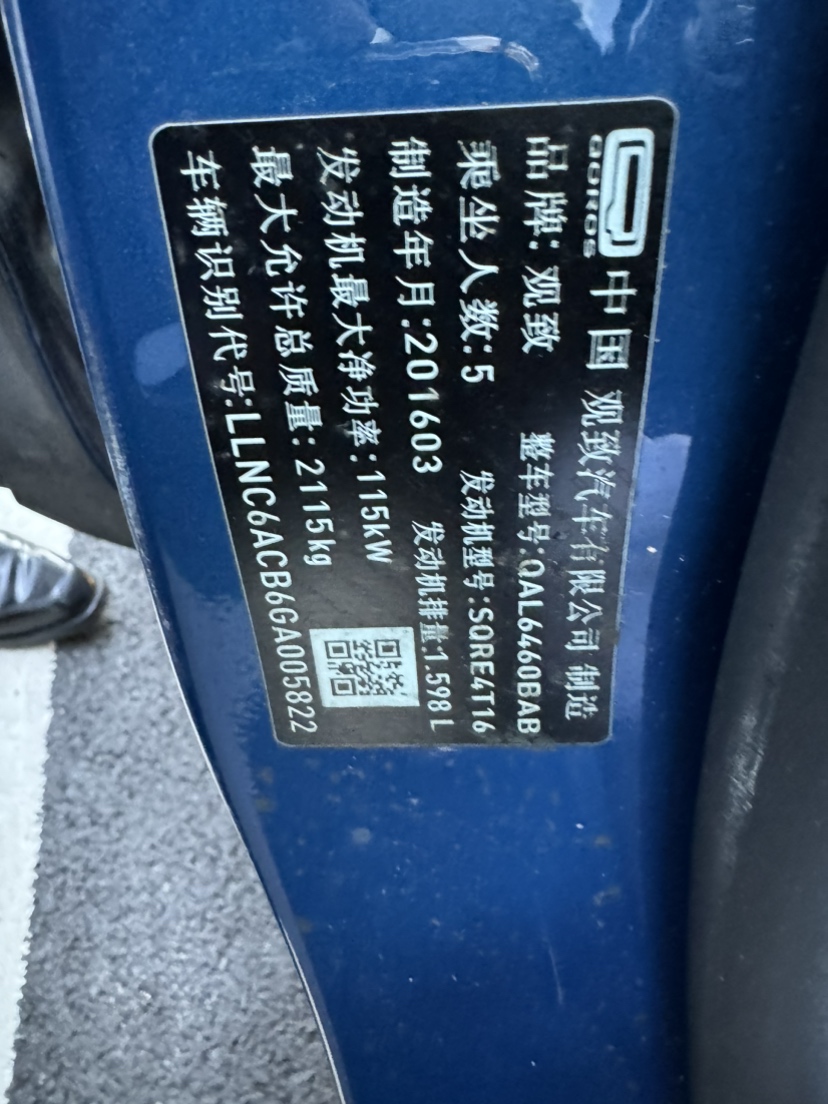 QOROS 中国 观致汽车有限公司 制造
品牌: 观致 整车型号: QAL6460BAB
乘坐人数: 5 发动机型号: SQRE4T16
制造年月: 201603 发动机排量: 1.598L
发动机最大净功率: 115kW
最大允许总质量: 2115kg
车辆识别代号: LLNC6ACB6GA005822